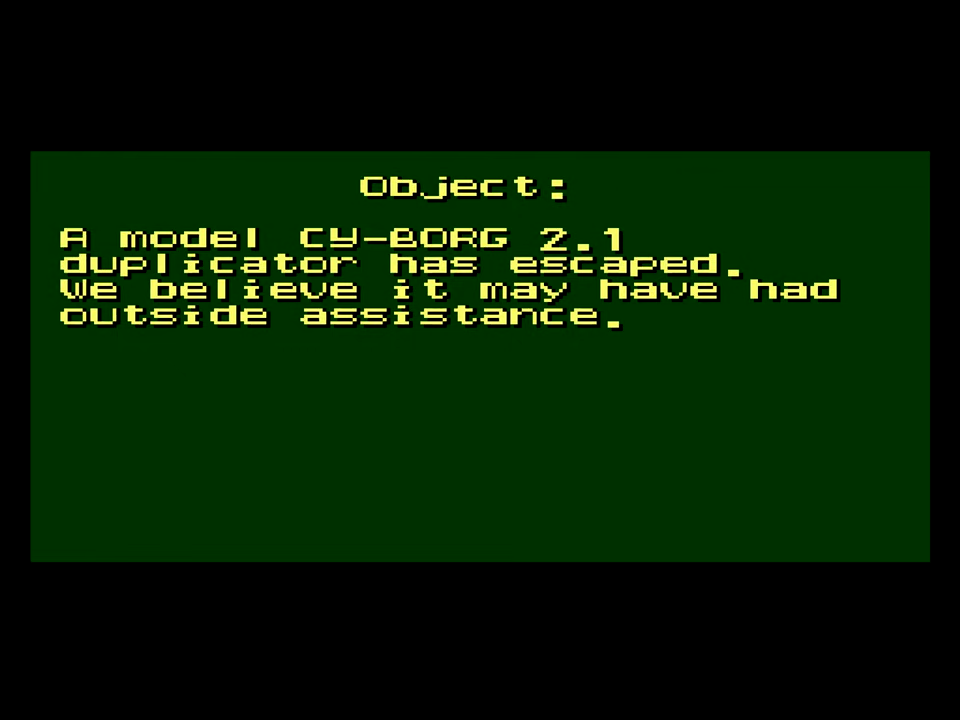 Object:
A model CY-BORG 2.1
duplicator has escaped.
We believe it may have had
outside assistance.